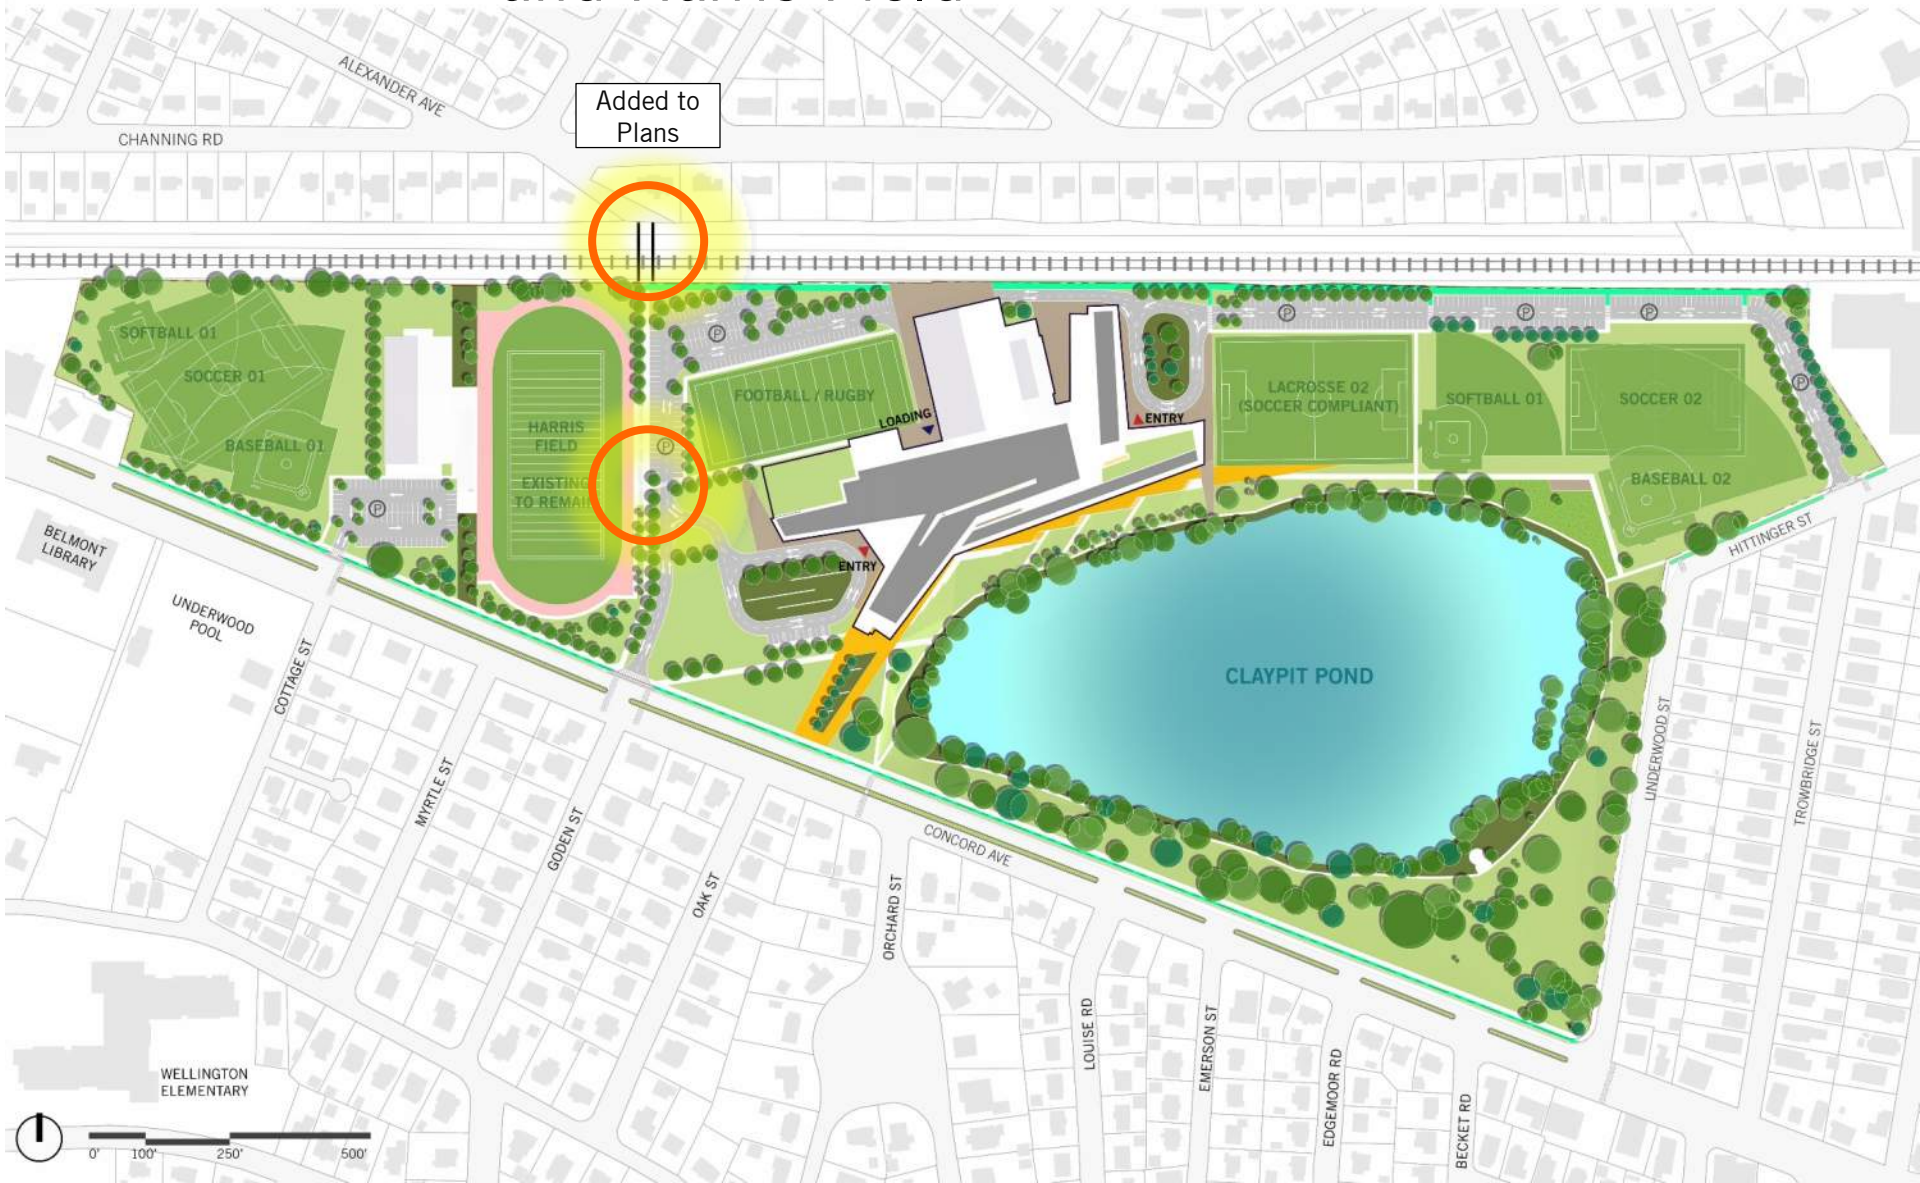 Added to
Plans
ALEXANDER AVE
CHANNING RD
SOFTBALL 01
SOCCER 01
BASEBALL 01
HARRIS
FIELD
EXISTING
TO REMAIN
P
P
P
FOOTBALL / RUGBY
LOADING
ENTRY
ENTRY
P
P
P
P
LACROSSE 02
(SOCCER COMPLIANT)
SOFTBALL 01
SOCCER 02
BASEBALL 02
HITTINGER ST
BELMONT
LIBRARY
UNDERWOOD
POOL
COTTAGE ST
MYRTLE ST
GODEN ST
OAK ST
ORCHARD ST
CONCORD AVE
CLAYPIT POND
UNDERWOOD ST
TROWBRIDGE ST
LOUISE RD
EMERSON ST
EDGEMOOR RD
BECKET RD
WELLINGTON
ELEMENTARY
0' 100' 250' 500'